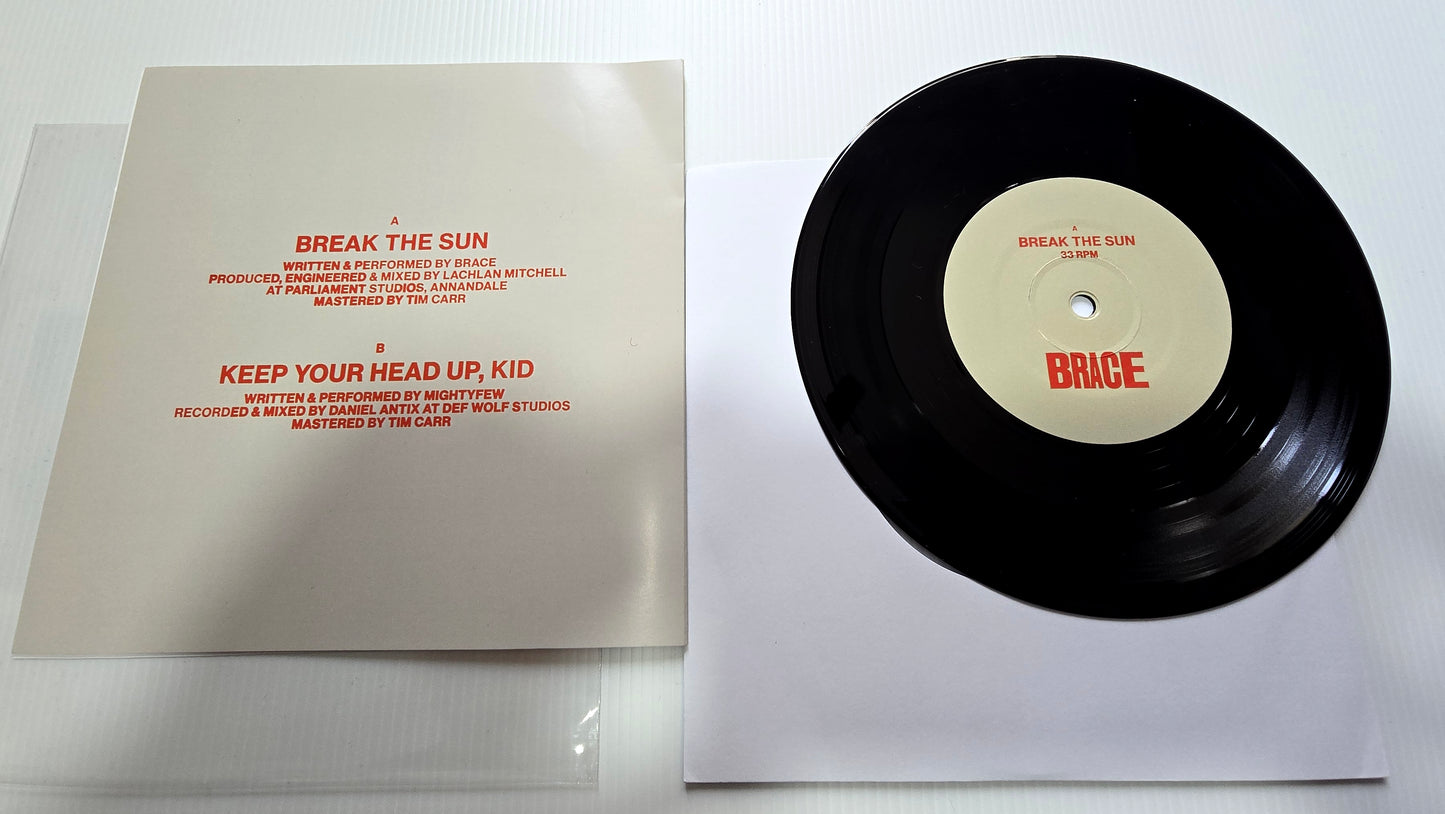 A
BREAK THE SUN
WRITTEN & PERFORMED BY BRACE
PRODUCED, ENGINEERED & MIXED BY LACHLAN MITCHELL
AT PARLIAMENT STUDIOS, ANNANDALE
MASTERED BY TIM CARR
B
KEEP YOUR HEAD UP, KID
WRITTEN & PERFORMED BY MIGHTYFEW
RECORDED & MIXED BY DANIEL ANTIX AT DEF WOLF STUDIOS
MASTERED BY TIM CARR
A
BREAK THE SUN
33 RPM
BRACE